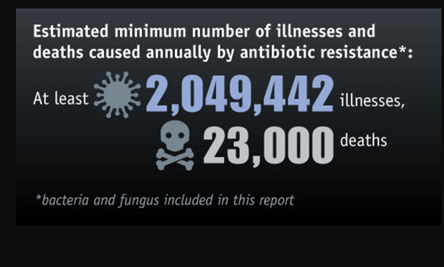 Estimated minimum number of illnesses and
deaths caused annually by antibiotic resistance*:
At least 2,049,442 illnesses,
23,000 deaths
*bacteria and fungus included in this report